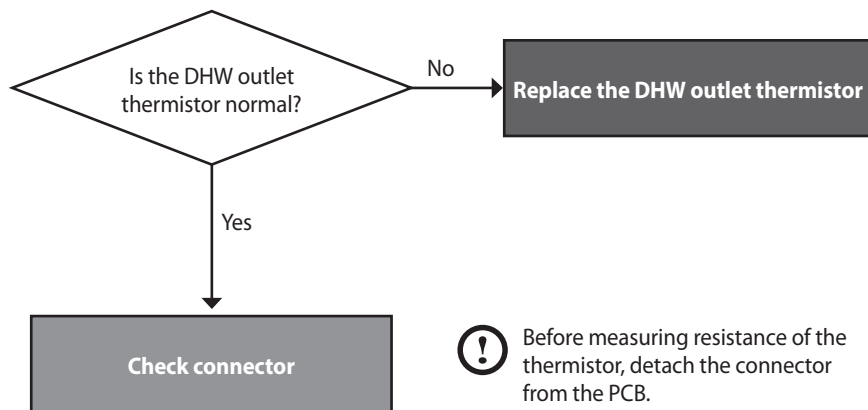 Is the DHW outlet
thermistor normal?
No
Replace the DHW outlet thermistor
Yes
Check connector
!
Before measuring resistance of the
thermistor, detach the connector
from the PCB.